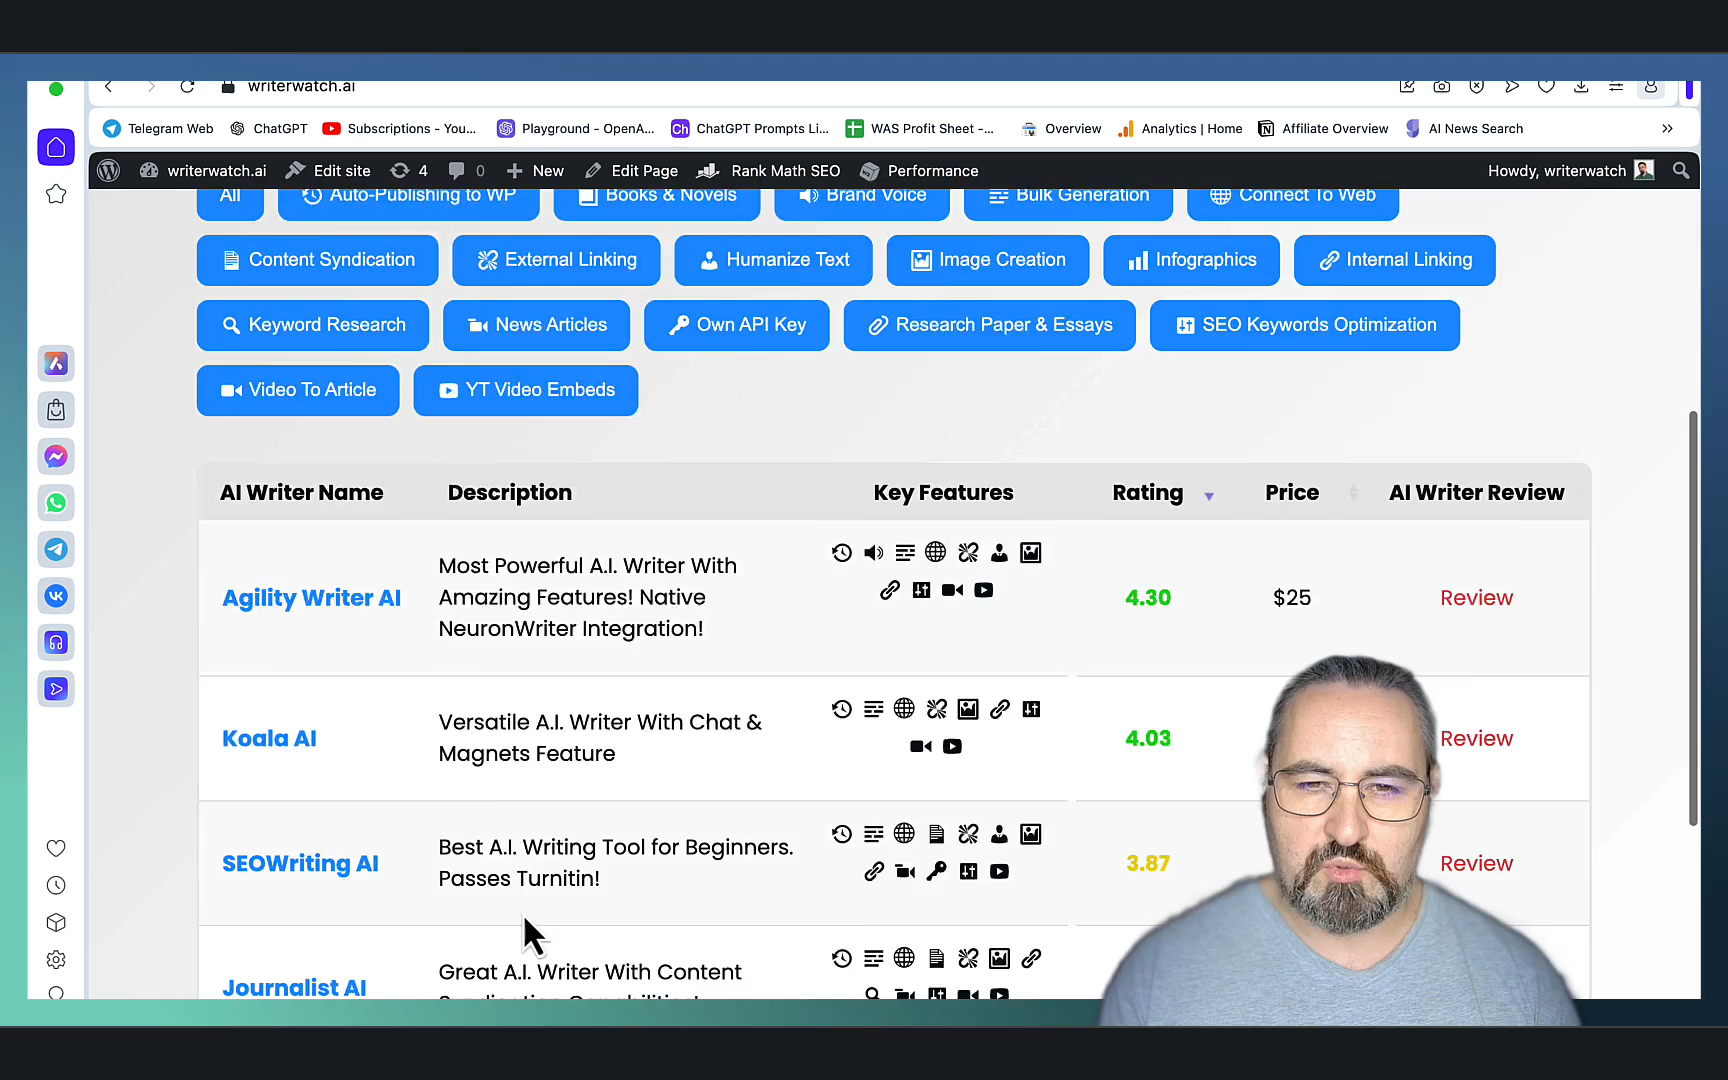 writerwatch.ai
Telegram Web
ChatGPT
Subscriptions - You...
Playground - OpenA...
ChatGPT Prompts Li...
WAS Profit Sheet -...
Overview
Analytics | Home
Affiliate Overview
AI News Search
writerwatch.ai
Edit site
4
0
New
Edit Page
Rank Math SEO
Performance
Howdy, writerwatch
All
Auto-Publishing to WP
Books & Novels
Brand Voice
Bulk Generation
Connect To Web
Content Syndication
External Linking
Humanize Text
Image Creation
Infographics
Internal Linking
Keyword Research
News Articles
Own API Key
Research Paper & Essays
SEO Keywords Optimization
Video To Article
YT Video Embeds
AI Writer Name
Description
Key Features
Rating
Price
AI Writer Review
Agility Writer AI
Most Powerful A.I. Writer With
Amazing Features! Native
NeuronWriter Integration!
4.30
$25
Review
Koala AI
Versatile A.I. Writer With Chat &
Magnets Feature
4.03
Review
SEOWriting AI
Best A.I. Writing Tool for Beginners.
Passes Turnitin!
3.87
Review
Journalist AI
Great A.I. Writer With Content